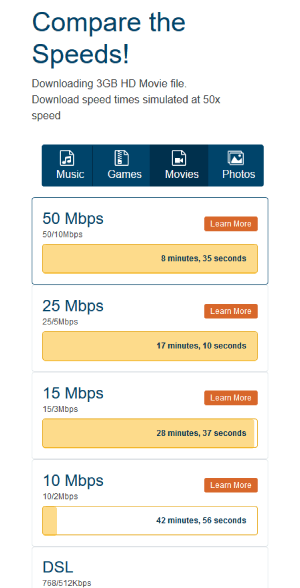 Compare the
Speeds!
Downloading 3GB HD Movie file.
Download speed times simulated at 50x
speed
Music Games Movies Photos
50 Mbps
Learn More
50/10Mbps
8 minutes, 35 seconds
25 Mbps
Learn More
25/5Mbps
17 minutes, 10 seconds
15 Mbps
Learn More
15/3Mbps
28 minutes, 37 seconds
10 Mbps
Learn More
10/2Mbps
42 minutes, 56 seconds
DSL
768/512Kbps